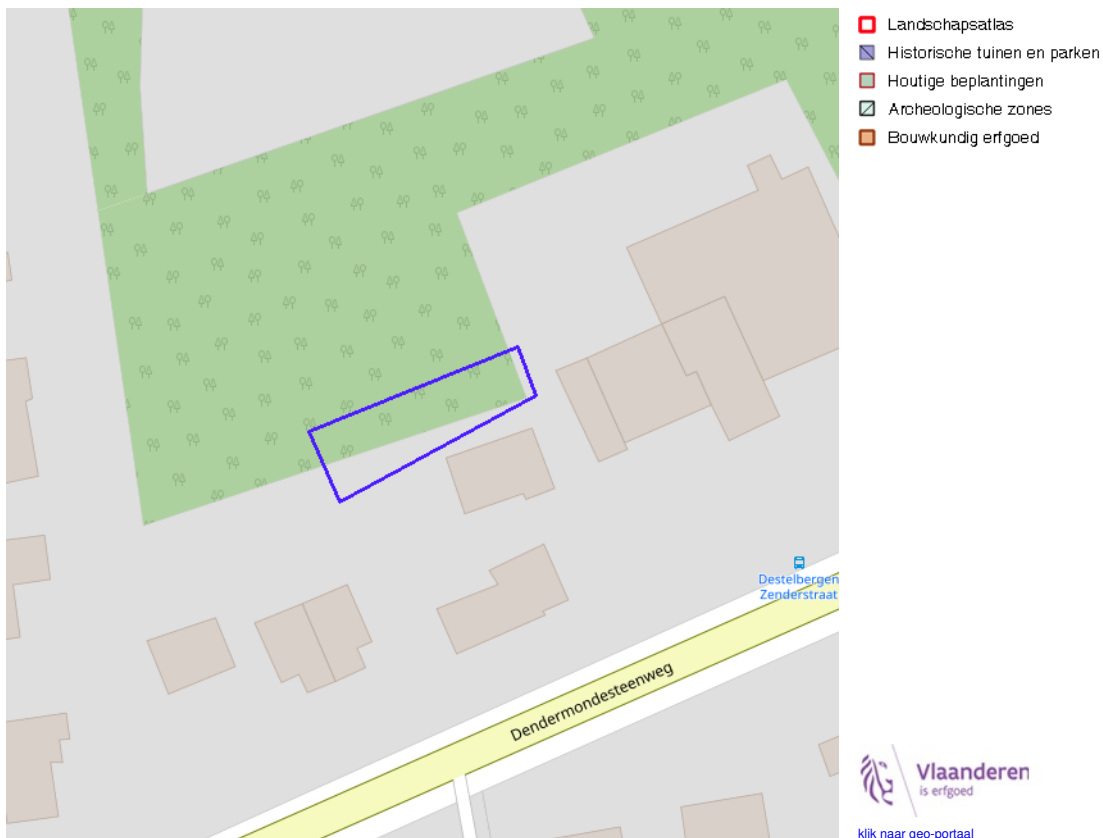 Landschapsatlas
Historische tuinen en parken
Houtige beplantingen
Archeologische zones
Bouwkundig erfgoed
Destelbergen
Zenderstraat
Dendermondesteenweg
Vlaanderen
is erfgoed
klik naar geo-portaal